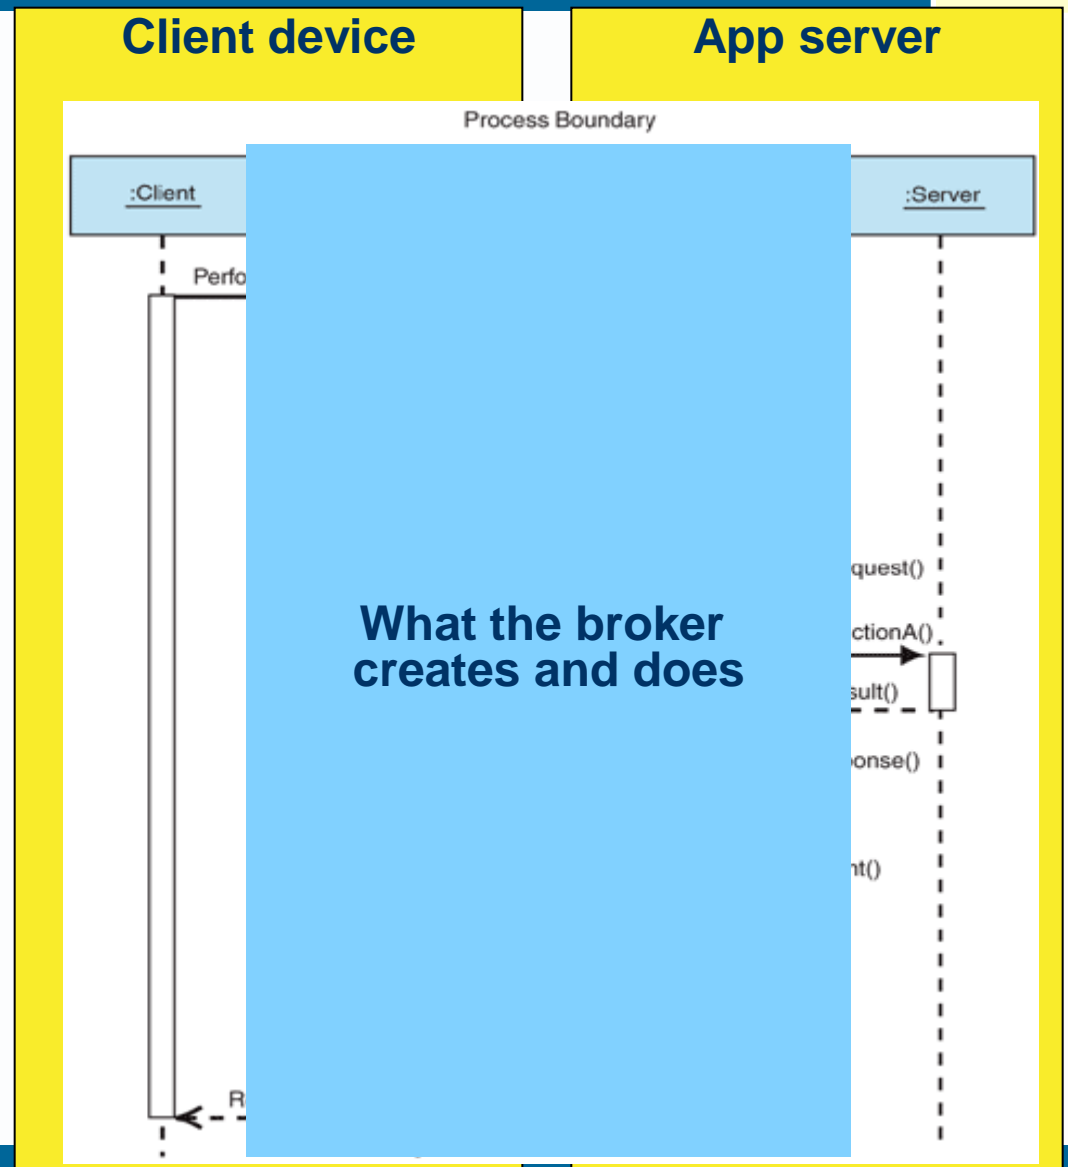 Client device
App server
Process Boundary
:Client
:Server
Perfo
quest()
What the broker
creates and does
ctionA()
sult()
onse()
nt()
R